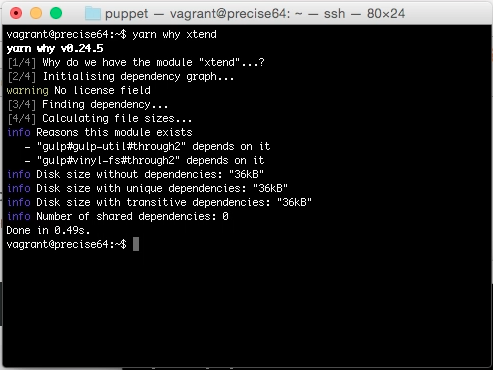 puppet — vagrant@precise64: ~ — ssh — 80×24
vagrant@precise64:~$ yarn why xtend
yarn why v0.24.5
[1/4] Why do we have the module "xtend"...?
[2/4] Initialising dependency graph...
warning No license field
[3/4] Finding dependency...
[4/4] Calculating file sizes...
info Reasons this module exists
   - "gulp#gulp-util#through2" depends on it
   - "gulp#vinyl-fs#through2" depends on it
info Disk size without dependencies: "36kB"
info Disk size with unique dependencies: "36kB"
info Disk size with transitive dependencies: "36kB"
info Number of shared dependencies: 0
Done in 0.49s.
vagrant@precise64:~$